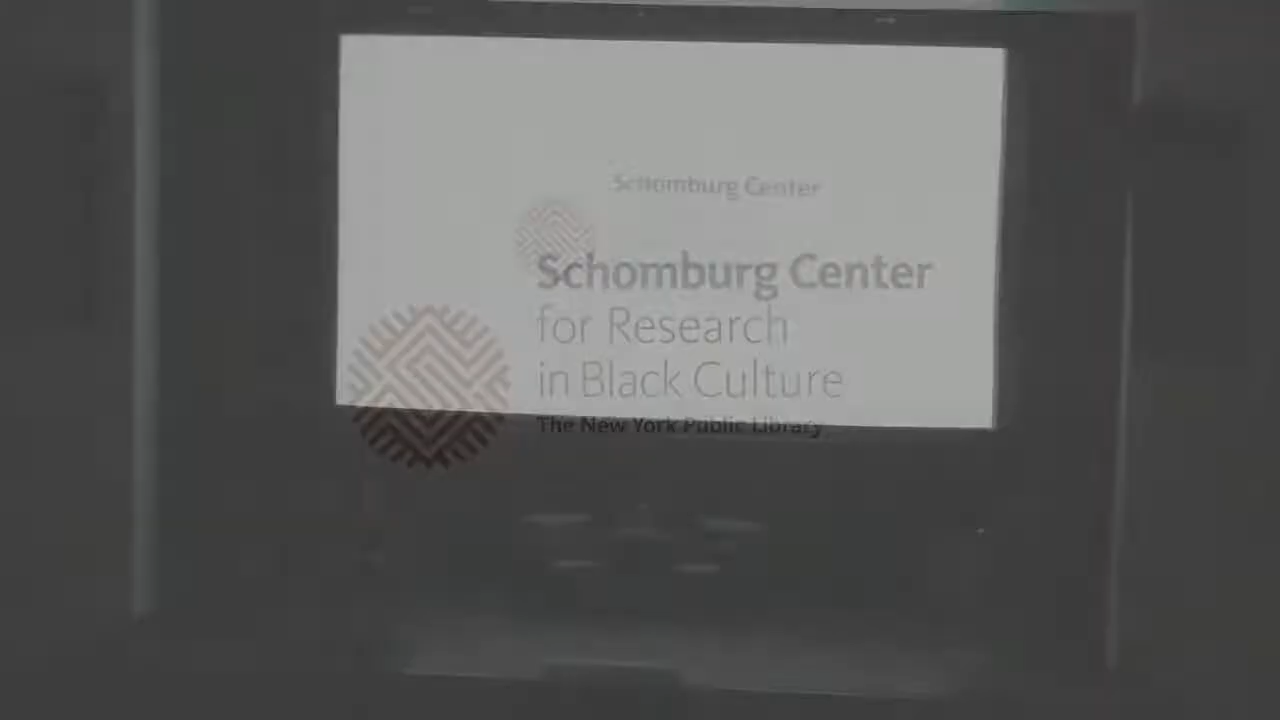 Schomburg Center
Schomburg Center
for Research
in Black Culture
The New York Public Library